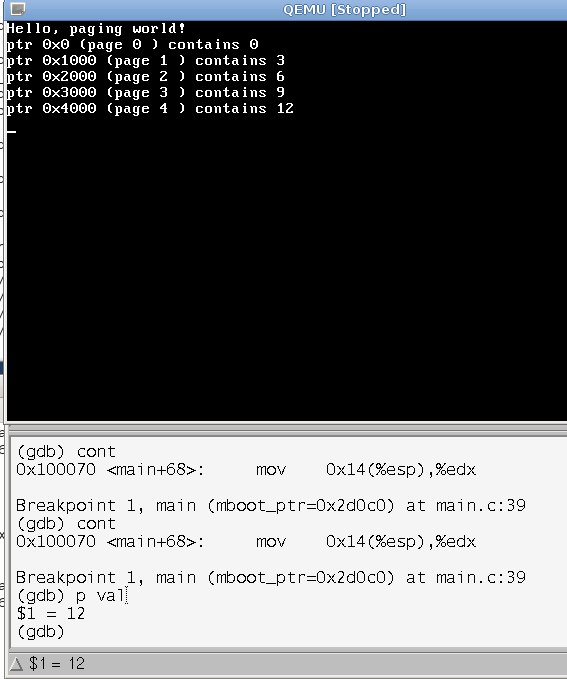 QEMU [Stopped]
Hello, paging world!
ptr 0x0 (page 0 ) contains 0
ptr 0x1000 (page 1 ) contains 3
ptr 0x2000 (page 2 ) contains 6
ptr 0x3000 (page 3 ) contains 9
ptr 0x4000 (page 4 ) contains 12
_
(gdb) cont
0x100070 <main+68>:     mov    0x14(%esp),%edx
Breakpoint 1, main (mboot_ptr=0x2d0c0) at main.c:39
(gdb) cont
0x100070 <main+68>:     mov    0x14(%esp),%edx
Breakpoint 1, main (mboot_ptr=0x2d0c0) at main.c:39
(gdb) p val
$1 = 12
(gdb)
$1 = 12